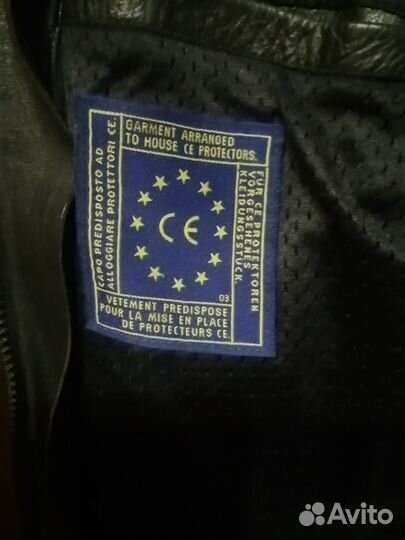 GARMENT ARRANGED
TO HOUSE CE PROTECTORS.
FÜR CE PROTEKTOREN
VORGESEHENES
KLEIDUNGSSTÜCK.
CAPO PREDISPOSTO AD
ALLOGGIARE PROTETTORI CE.
CE
03
VETEMENT PREDISPOSE
POUR LA MISE EN PLACE
DE PROTECTEURS CE.
Avito